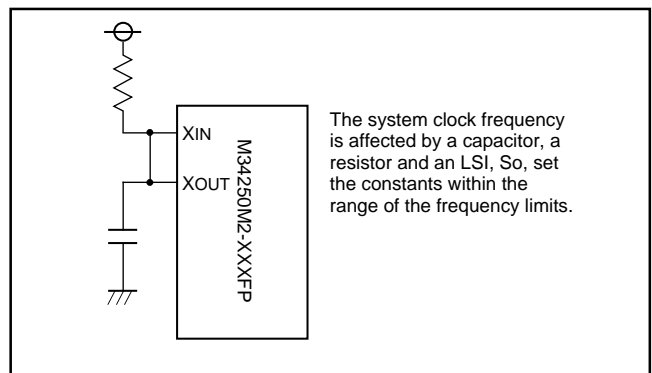 XIN
XOUT
M34250M2-XXXFP
The system clock frequency
is affected by a capacitor, a
resistor and an LSI, So, set
the constants within the
range of the frequency limits.